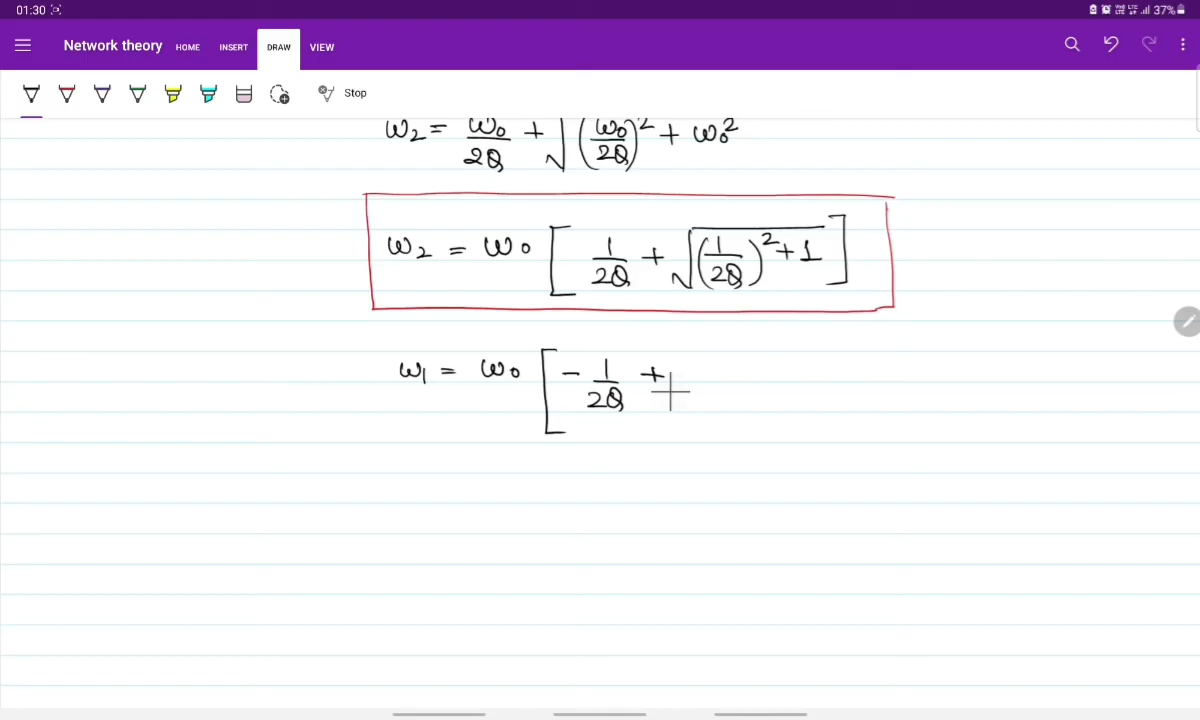 01:30 37%
Network theory HOME INSERT DRAW VIEW
Stop
ω₂ = ω₀/2Q + √(ω₀/2Q)² + ω₀²
ω₂ = ω₀ [ 1/2Q + √(1/2Q)² + 1 ]
ω₁ = ω₀ [ - 1/2Q +